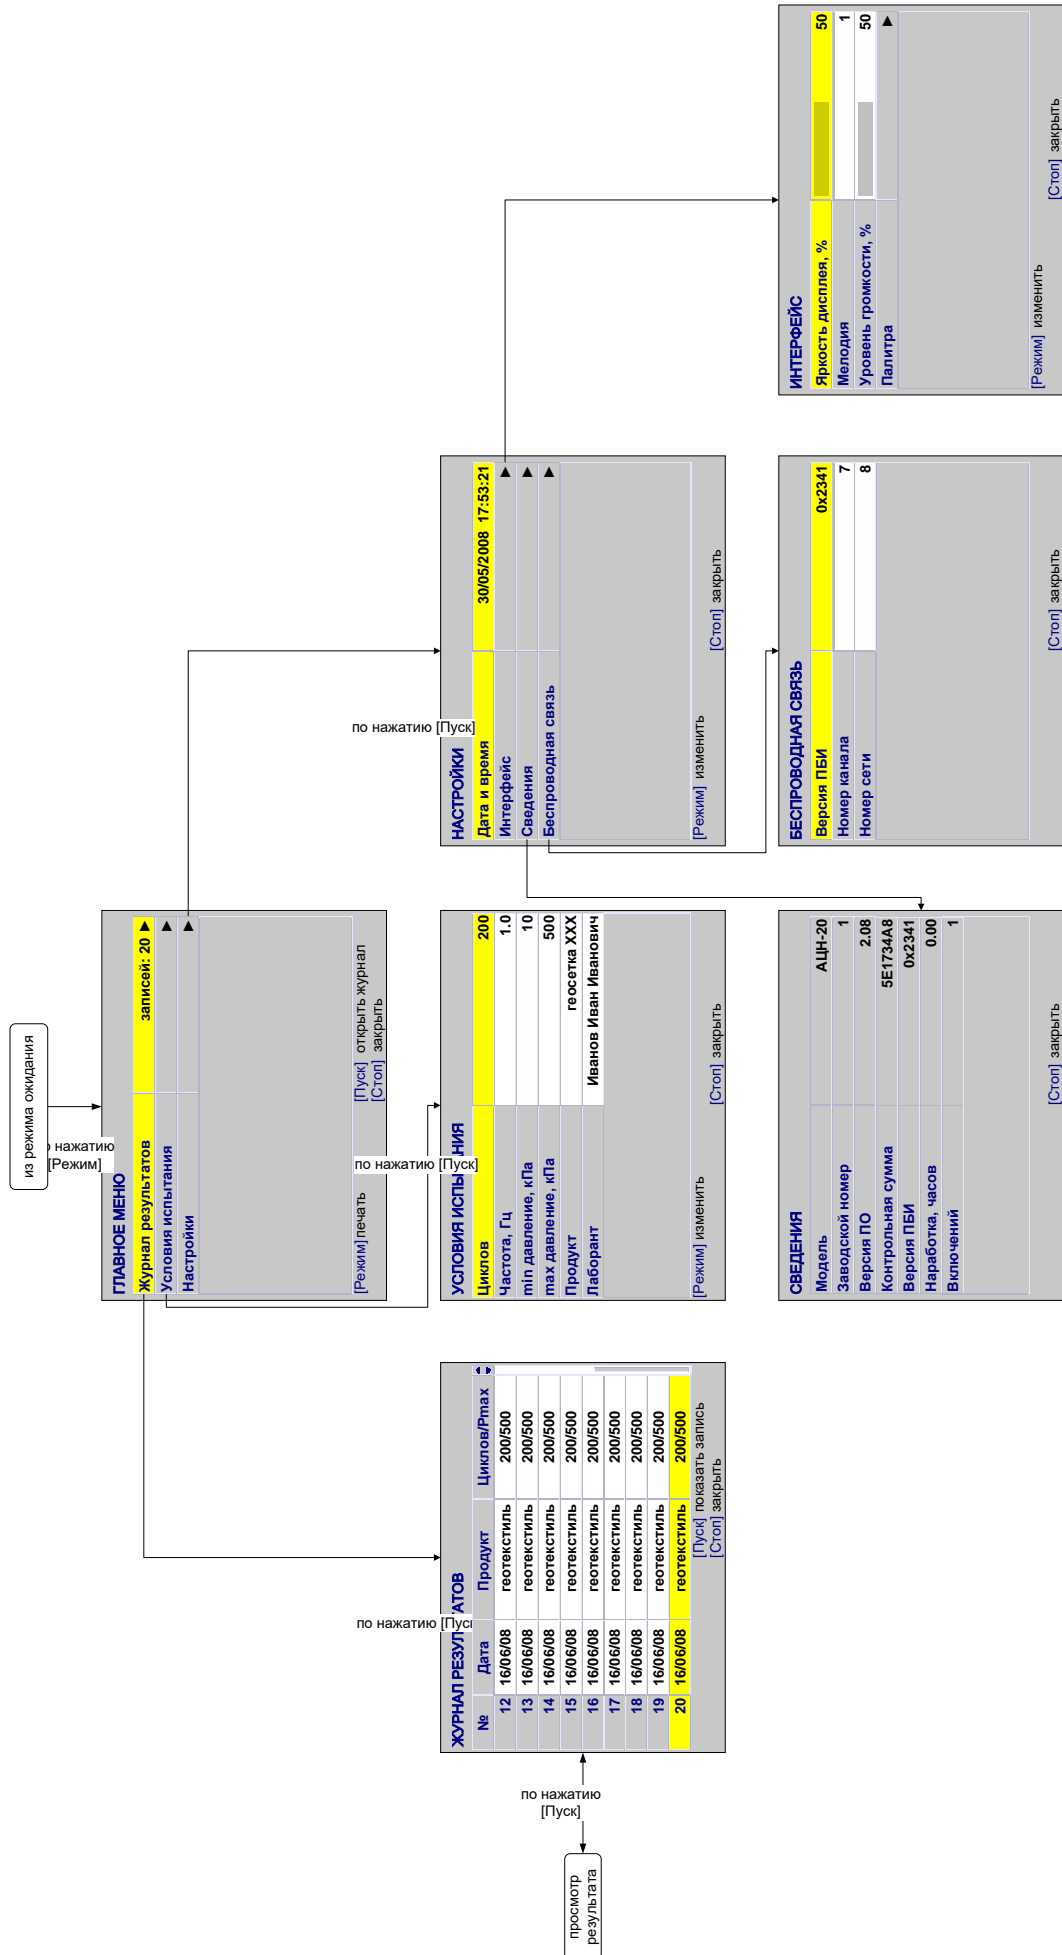 из режима ожидания
по нажатию
[Режим]
ГЛАВНОЕ МЕНЮ
Журнал результатов записей: 20 ▶
Условия испытания ▶
Настройки ▶
[Режим] печать [Пуск] открыть журнал
[Стоп] закрыть
по нажатию [Пуск]
ЖУРНАЛ РЕЗУЛЬТАТОВ
№ Дата Продукт Циклов/Pmax
12 16/06/08 геотекстиль 200/500
13 16/06/08 геотекстиль 200/500
14 16/06/08 геотекстиль 200/500
15 16/06/08 геотекстиль 200/500
16 16/06/08 геотекстиль 200/500
17 16/06/08 геотекстиль 200/500
18 16/06/08 геотекстиль 200/500
19 16/06/08 геотекстиль 200/500
20 16/06/08 геотекстиль 200/500
[Пуск] показать запись
[Стоп] закрыть
по нажатию
[Пуск]
просмотр
результата
по нажатию [Пуск]
УСЛОВИЯ ИСПЫТАНИЯ
Циклов 200
Частота, Гц 1.0
min давление, кПа 10
max давление, кПа 500
Продукт геосетка XXX
Лаборант Иванов Иван Иванович
[Режим] изменить [Стоп] закрыть
по нажатию [Пуск]
НАСТРОЙКИ
Дата и время 30/05/2008 17:53:21
Интерфейс ▶
Сведения ▶
Беспроводная связь ▶
[Режим] изменить [Стоп] закрыть
СВЕДЕНИЯ
Модель АЦН-20
Заводской номер 1
Версия ПО 2.08
Контрольная сумма 5E1734A8
Версия ПБИ 0x2341
Наработка, часов 0.00
Включений 1
[Стоп] закрыть
БЕСПРОВОДНАЯ СВЯЗЬ
Версия ПБИ 0x2341
Номер канала 7
Номер сети 8
[Стоп] закрыть
ИНТЕРФЕЙС
Яркость дисплея, % 50
Мелодия 1
Уровень громкости, % 50
Палитра ▶
[Режим] изменить [Стоп] закрыть